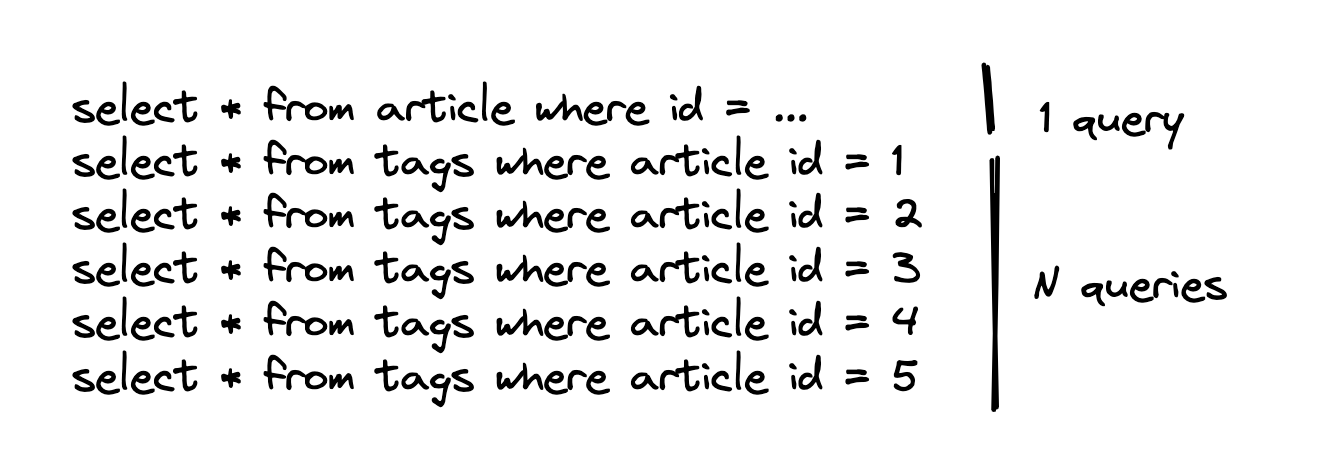 select * from article where id = ...
1 query
select * from tags where article id = 1
select * from tags where article id = 2
select * from tags where article id = 3
select * from tags where article id = 4
select * from tags where article id = 5
N queries